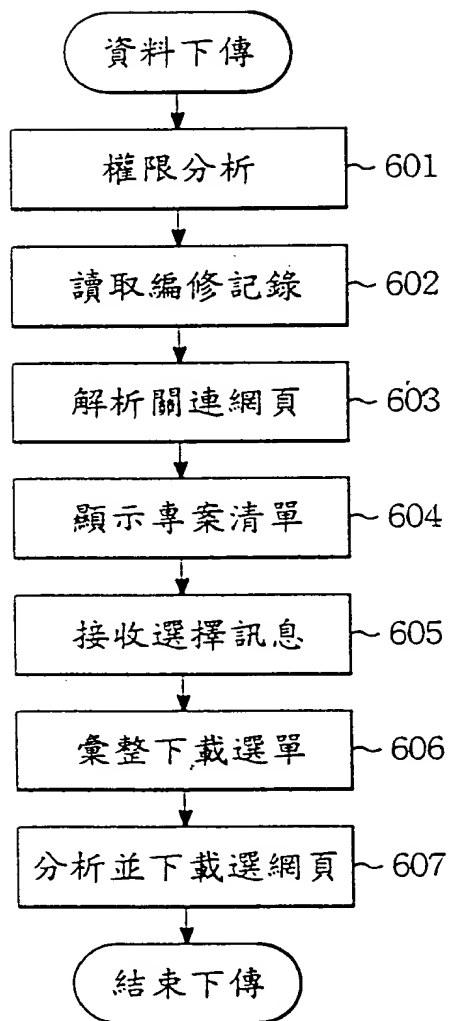 資料下傳
權限分析 601
讀取編修記錄 602
解析關連網頁 603
顯示專案清單 604
接收選擇訊息 605
彙整下載選單 606
分析並下載選網頁 607
結束下傳